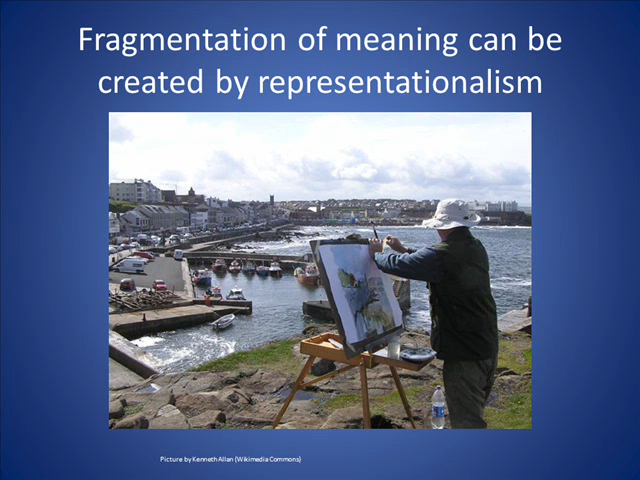 Fragmentation of meaning can be
created by representationalism
Picture by Kenneth Allan (Wikimedia Commons)